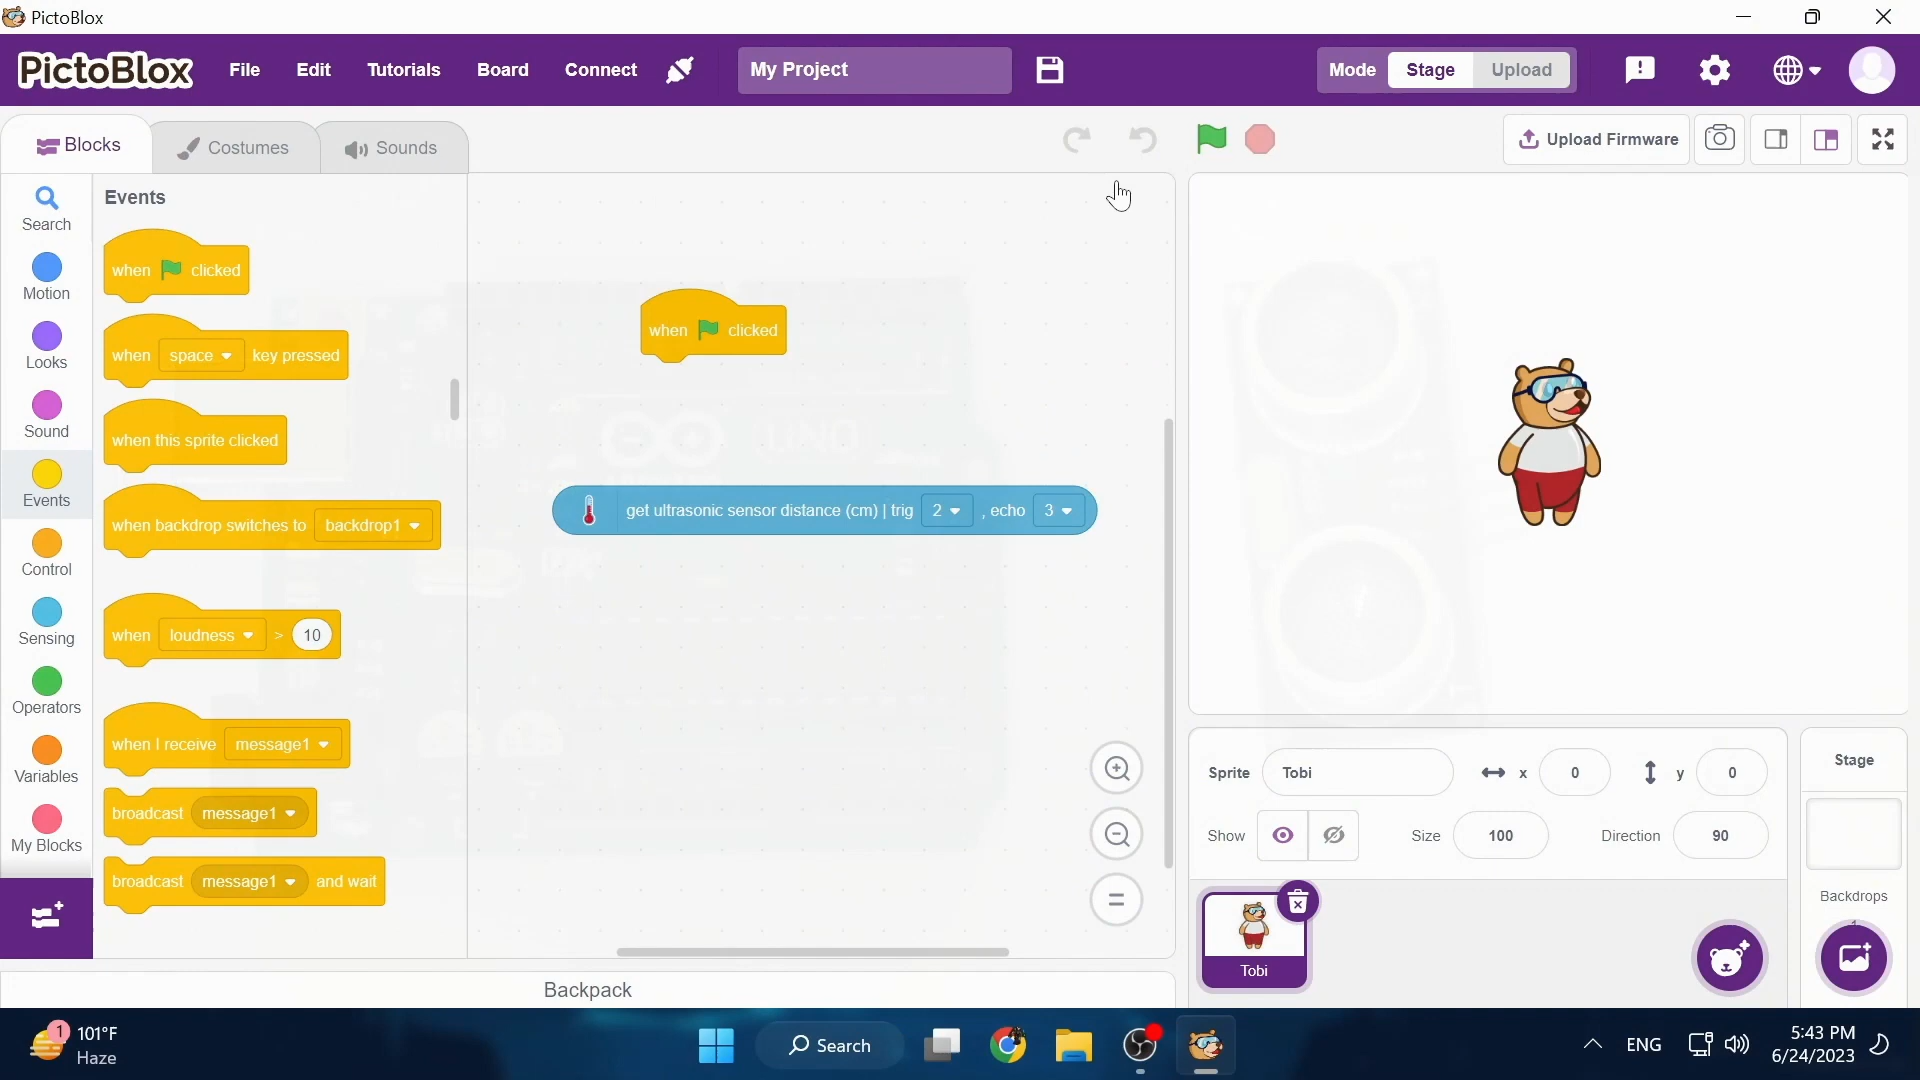 PictoBlox
PictoBlox File Edit Tutorials Board Connect My Project Mode Stage Upload
Blocks Costumes Sounds Upload Firmware
Search
Motion
Looks
Sound
Events
Control
Sensing
Operators
Variables
My Blocks
Events
when clicked
when space key pressed
when this sprite clicked
when backdrop switches to backdrop1
when loudness > 10
when I receive message1
broadcast message1
broadcast message1 and wait
when clicked
get ultrasonic sensor distance (cm) | trig 2 , echo 3
UNO
Backpack
Sprite Tobi x 0 y 0
Show Size 100 Direction 90
Tobi
Stage
Backdrops
1
1 101°F
Haze
Search
ENG
5:43 PM
6/24/2023